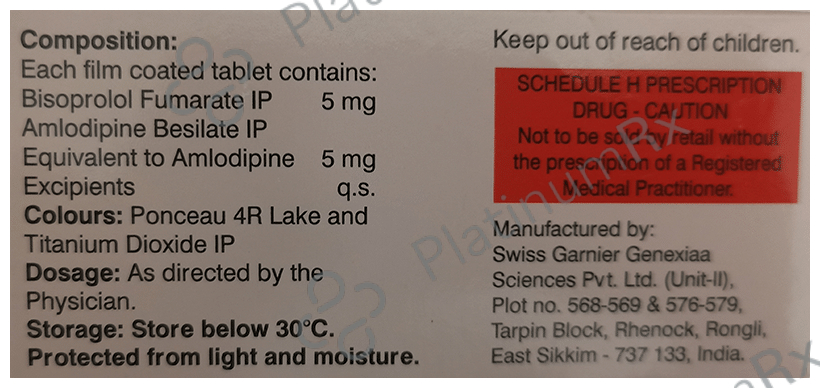 Composition:
Each film coated tablet contains:
Bisoprolol Fumarate IP 5 mg
Amlodipine Besilate IP
Equivalent to Amlodipine 5 mg
Excipients q.s.
Colours: Ponceau 4R Lake and
Titanium Dioxide IP
Dosage: As directed by the
Physician.
Storage: Store below 30°C.
Protected from light and moisture.
Keep out of reach of children.
SCHEDULE H PRESCRIPTION
DRUG - CAUTION
Not to be sold by retail without
the prescription of a Registered
Medical Practitioner.
Manufactured by:
Swiss Garnier Genexiaa
Sciences Pvt. Ltd. (Unit-II),
Plot no. 568-569 & 576-579,
Tarpin Block, Rhenock, Rongli,
East Sikkim - 737 133, India.
PlatinumRx
PlatinumRx